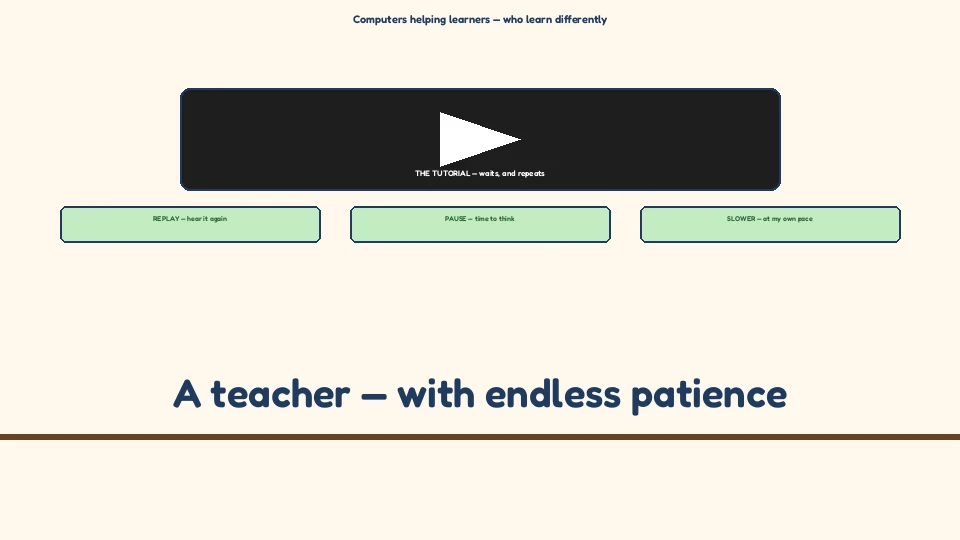 Computers helping learners — who learn differently
THE TUTORIAL — waits, and repeats
REPLAY — hear it again
PAUSE — time to think
SLOWER — at my own pace
A teacher — with endless patience